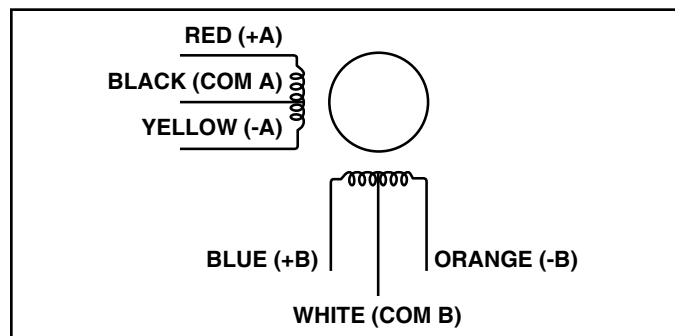 RED (+A)
BLACK (COM A)
YELLOW (-A)
BLUE (+B)
ORANGE (-B)
WHITE (COM B)